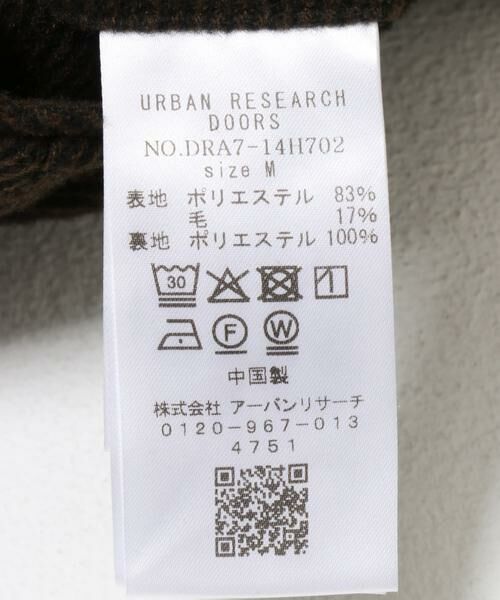 URBAN RESEARCH
DOORS
NO.DRA7-14H702
size M
表地 ポリエステル 83%
毛 17%
裏地 ポリエステル 100%
30
F W
中国製
株式会社 アーバンリサーチ
0120-967-013
4751